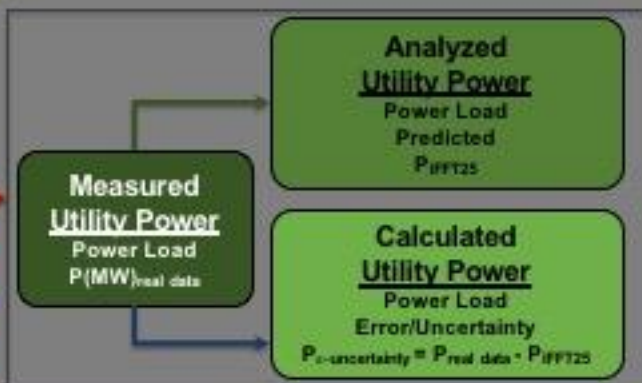 Measured
Utility Power
Power Load
P(MW)real data
Analyzed
Utility Power
Power Load
Predicted
PIFFT25
Calculated
Utility Power
Power Load
Error/Uncertainty
Pε-uncertainty = Preal data - PIFFT25